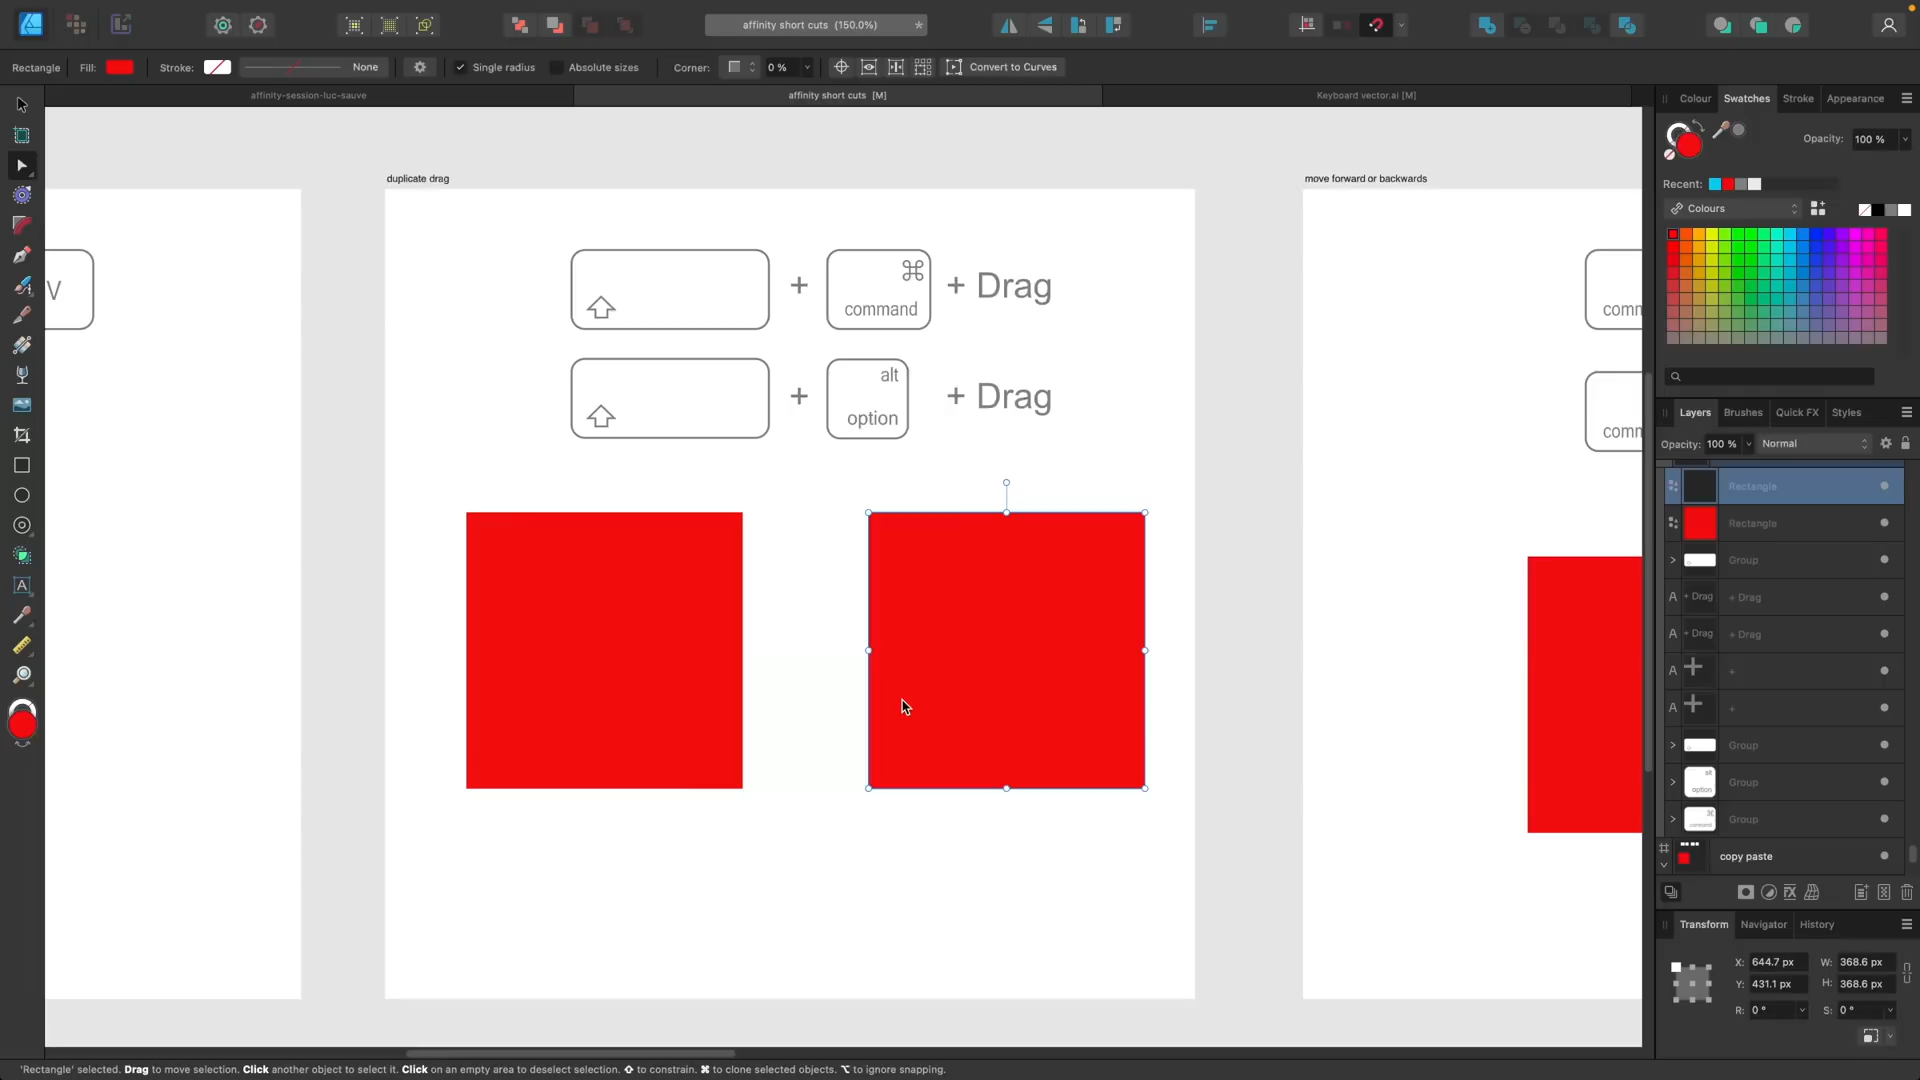 affinity short cuts (150.0%)
*
Rectangle
Fill:
Stroke:
None
Single radius
Absolute sizes
Corner:
0 %
Convert to Curves
affinity-session-luc-sauve
affinity short cuts [M]
Keyboard vector.ai [M]
Colour
Swatches
Stroke
Appearance
Opacity:
100 %
Recent:
Colours
duplicate drag
move forward or backwards
V
+
⌘
command
+ Drag
+
alt
option
+ Drag
comm
comm
Layers
Brushes
Quick FX
Styles
Opacity: 100 %
Normal
Rectangle
Rectangle
Group
A + Drag + Drag
A + Drag + Drag
A + +
A + +
Group
alt
option
Group
Group
copy paste
Transform
Navigator
History
X: 644.7 px W: 368.6 px
Y: 431.1 px H: 368.6 px
R: 0 ° S: 0 °
'Rectangle' selected. Drag to move selection. Click another object to select it. Click on an empty area to deselect selection. ⇧ to constrain. ⌘ to clone selected objects. ⌥ to ignore snapping.